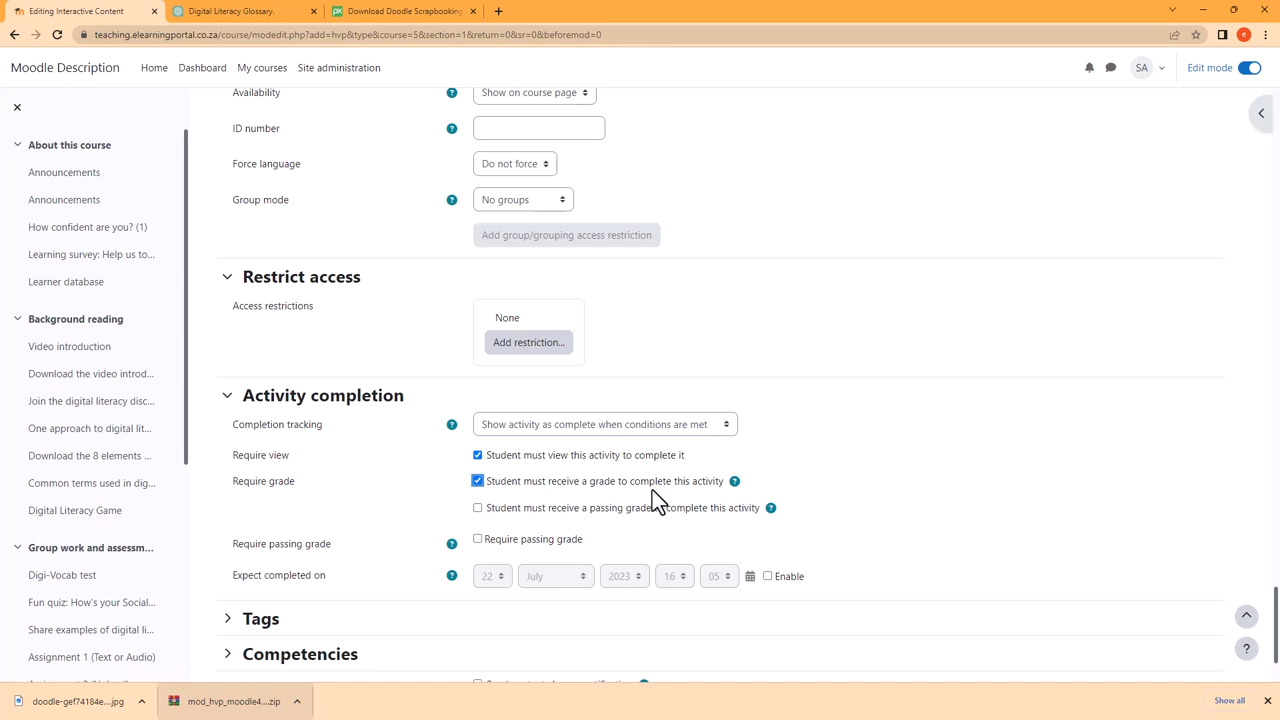 Editing Interactive Content
Digital Literacy Glossary.
Download Doodle Scrapbooking
teaching.elearningportal.co.za/course/modedit.php?add=hvp&type&course=5&section=1&return=0&sr=0&beforemod=0
e
Moodle Description
Home
Dashboard
My courses
Site administration
SA
Edit mode
About this course
Announcements
Announcements
How confident are you? (1)
Learning survey: Help us to...
Learner database
Background reading
Video introduction
Download the video introd...
Join the digital literacy disc...
One approach to digital lit...
Download the 8 elements ...
Common terms used in dig...
Digital Literacy Game
Group work and assessm...
Digi-Vocab test
Fun quiz: How's your Social...
Share examples of digital li...
Assignment 1 (Text or Audio)
Availability ? Show on course page
ID number ?
Force language Do not force
Group mode ? No groups
Add group/grouping access restriction
Restrict access
Access restrictions
None
Add restriction...
Activity completion
Completion tracking ? Show activity as complete when conditions are met
Require view Student must view this activity to complete it
Require grade Student must receive a grade to complete this activity ?
Student must receive a passing grade complete this activity ?
Require passing grade ? Require passing grade
Expect completed on ? 22 July 2023 16 05 Enable
Tags
Competencies
?
doodle-gef74184e....jpg
mod_hvp_moodle4....zip
Show all